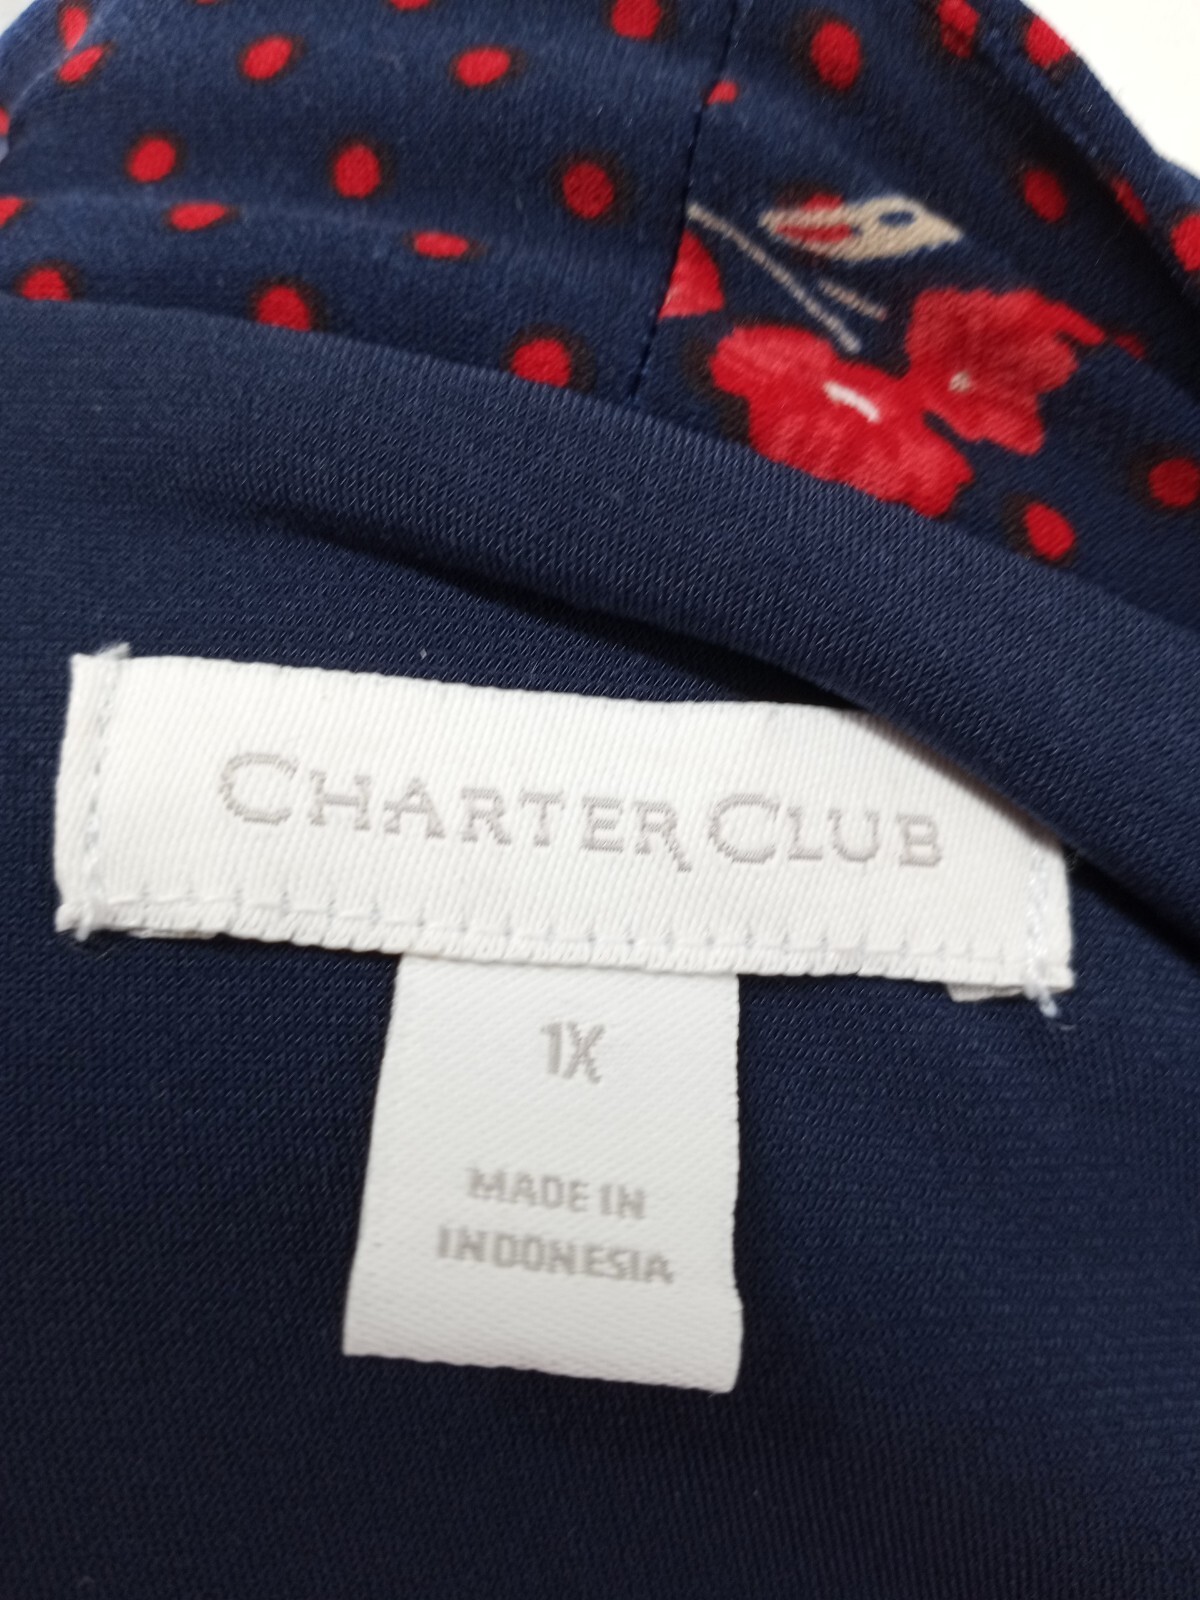 CHARTER CLUB
1X
MADE IN
INDONESIA